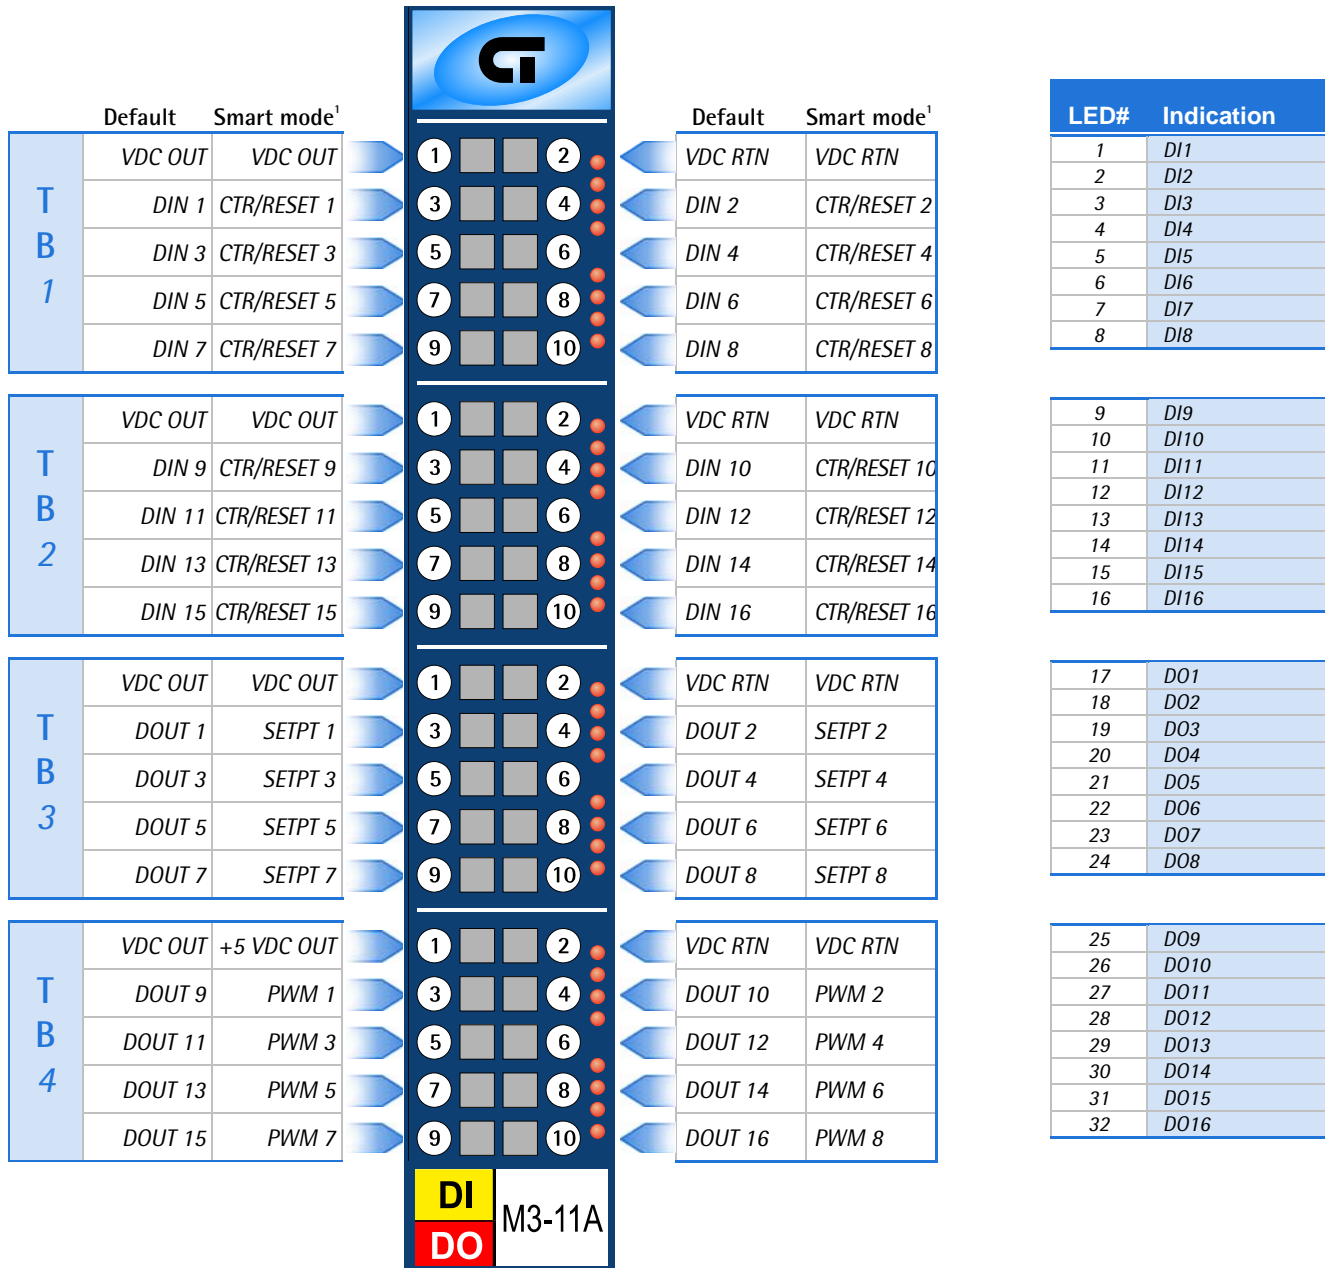 CT
Default Smart mode¹ Default Smart mode¹ LED# Indication
TB1
VDC OUT VDC OUT 1 2 VDC RTN VDC RTN
DIN 1 CTR/RESET 1 3 4 DIN 2 CTR/RESET 2
DIN 3 CTR/RESET 3 5 6 DIN 4 CTR/RESET 4
DIN 5 CTR/RESET 5 7 8 DIN 6 CTR/RESET 6
DIN 7 CTR/RESET 7 9 10 DIN 8 CTR/RESET 8
1 DI1
2 DI2
3 DI3
4 DI4
5 DI5
6 DI6
7 DI7
8 DI8
TB2
VDC OUT VDC OUT 1 2 VDC RTN VDC RTN
DIN 9 CTR/RESET 9 3 4 DIN 10 CTR/RESET 10
DIN 11 CTR/RESET 11 5 6 DIN 12 CTR/RESET 12
DIN 13 CTR/RESET 13 7 8 DIN 14 CTR/RESET 14
DIN 15 CTR/RESET 15 9 10 DIN 16 CTR/RESET 16
9 DI9
10 DI10
11 DI11
12 DI12
13 DI13
14 DI14
15 DI15
16 DI16
TB3
VDC OUT VDC OUT 1 2 VDC RTN VDC RTN
DOUT 1 SETPT 1 3 4 DOUT 2 SETPT 2
DOUT 3 SETPT 3 5 6 DOUT 4 SETPT 4
DOUT 5 SETPT 5 7 8 DOUT 6 SETPT 6
DOUT 7 SETPT 7 9 10 DOUT 8 SETPT 8
17 DO1
18 DO2
19 DO3
20 DO4
21 DO5
22 DO6
23 DO7
24 DO8
TB4
VDC OUT +5 VDC OUT 1 2 VDC RTN VDC RTN
DOUT 9 PWM 1 3 4 DOUT 10 PWM 2
DOUT 11 PWM 3 5 6 DOUT 12 PWM 4
DOUT 13 PWM 5 7 8 DOUT 14 PWM 6
DOUT 15 PWM 7 9 10 DOUT 16 PWM 8
25 DO9
26 DO10
27 DO11
28 DO12
29 DO13
30 DO14
31 DO15
32 DO16
DI
DO
M3-11A